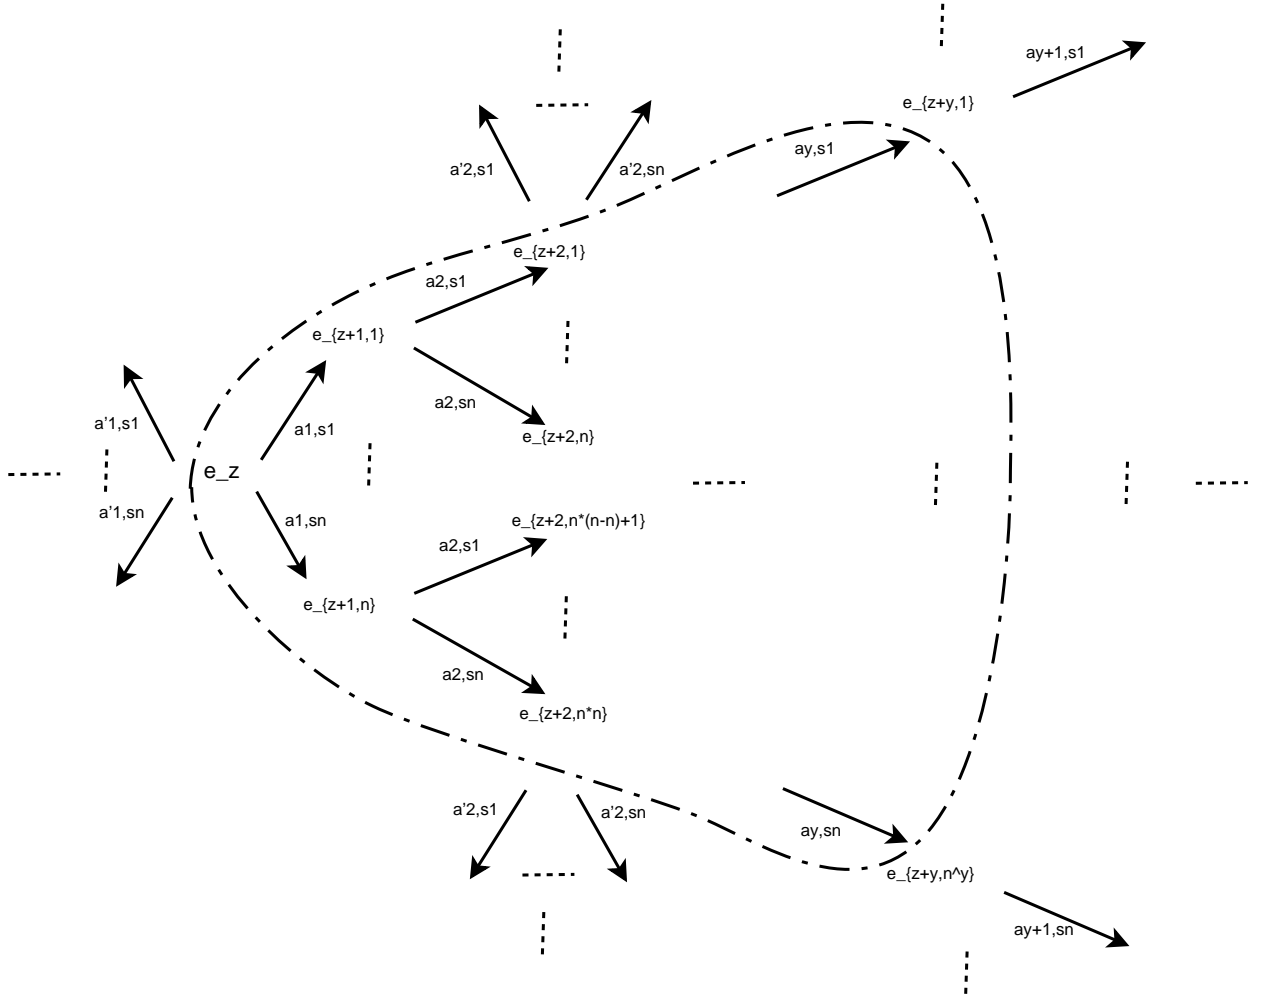 ay+1,s1
e_{z+y,1}
ay,s1
a'2,s1
a'2,sn
e_{z+2,1}
a2,s1
e_{z+1,1}
a2,sn
e_{z+2,n}
a'1,s1
a1,s1
e_z
a'1,sn
a1,sn
e_{z+2,n*(n-n)+1}
a2,s1
e_{z+1,n}
a2,sn
e_{z+2,n*n}
a'2,s1
a'2,sn
ay,sn
e_{z+y,n^y}
ay+1,sn